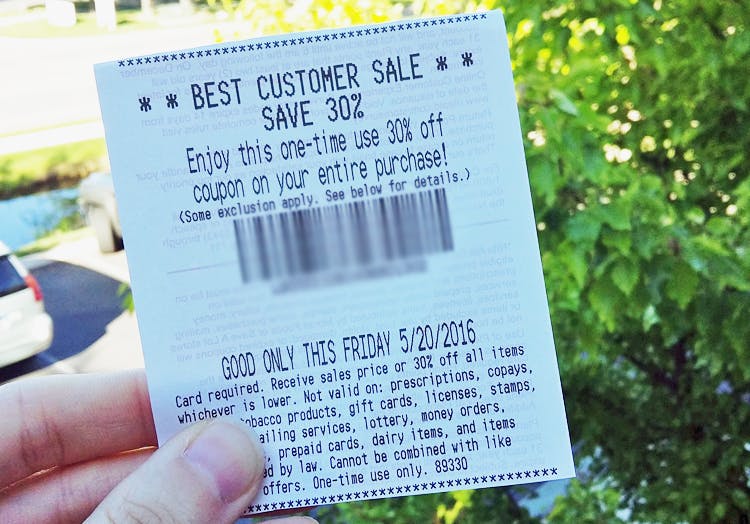 ****************************************
* * BEST CUSTOMER SALE * *
SAVE 30%
Enjoy this one-time use 30% off
coupon on your entire purchase!
(Some exclusion apply. See below for details.)
GOOD ONLY THIS FRIDAY 5/20/2016
Card required. Receive sales price or 30% off all items
whichever is lower. Not valid on: prescriptions, copays,
products, gift cards, licenses, stamps,
services, lottery, money orders,
prepaid cards, dairy items, and items
by law. Cannot be combined with like
offers. One-time use only. 89330
****************************************